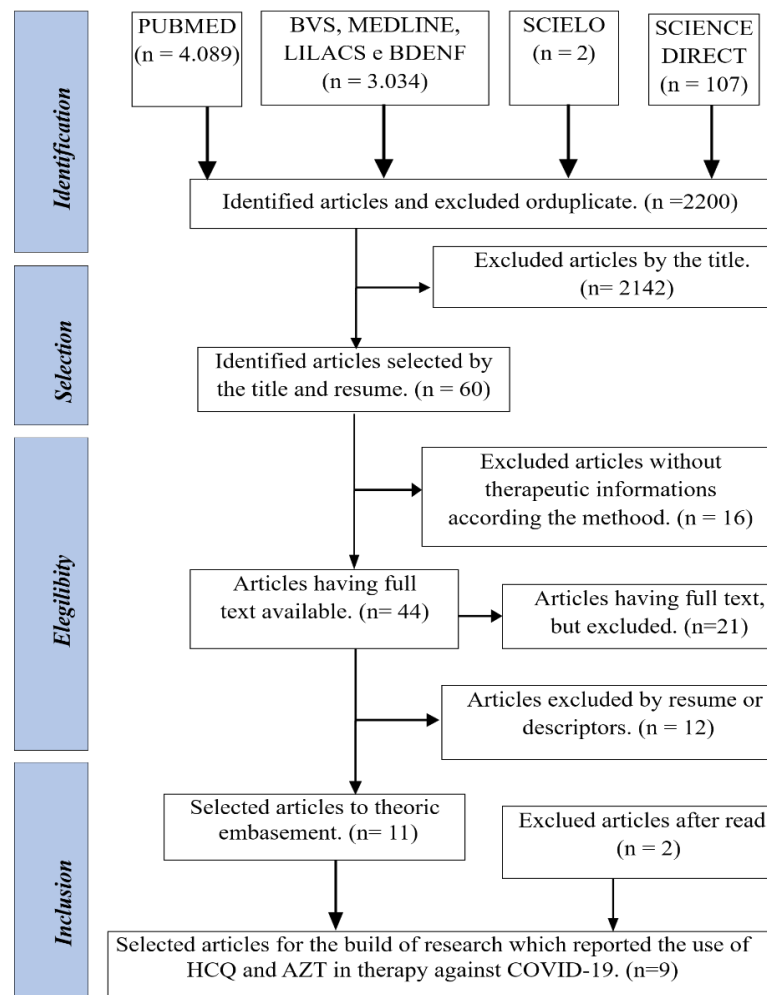 PUBMED
(n = 4.089)
BVS, MEDLINE,
LILACS e BDENF
(n = 3.034)
SCIELO
(n = 2)
SCIENCE
DIRECT
(n = 107)
Identification
Identified articles and excluded orduplicate. (n =2200)
Excluded articles by the title.
(n= 2142)
Selection
Identified articles selected by
the title and resume. (n = 60)
Excluded articles without
therapeutic informations
according the methood. (n = 16)
Elegilibity
Articles having full
text available. (n= 44)
Articles having full text,
but excluded. (n=21)
Articles excluded by resume or
descriptors. (n = 12)
Inclusion
Selected articles to theoric
embasement. (n= 11)
Exclued articles after read
(n = 2)
Selected articles for the build of research which reported the use of
HCQ and AZT in therapy against COVID-19. (n=9)